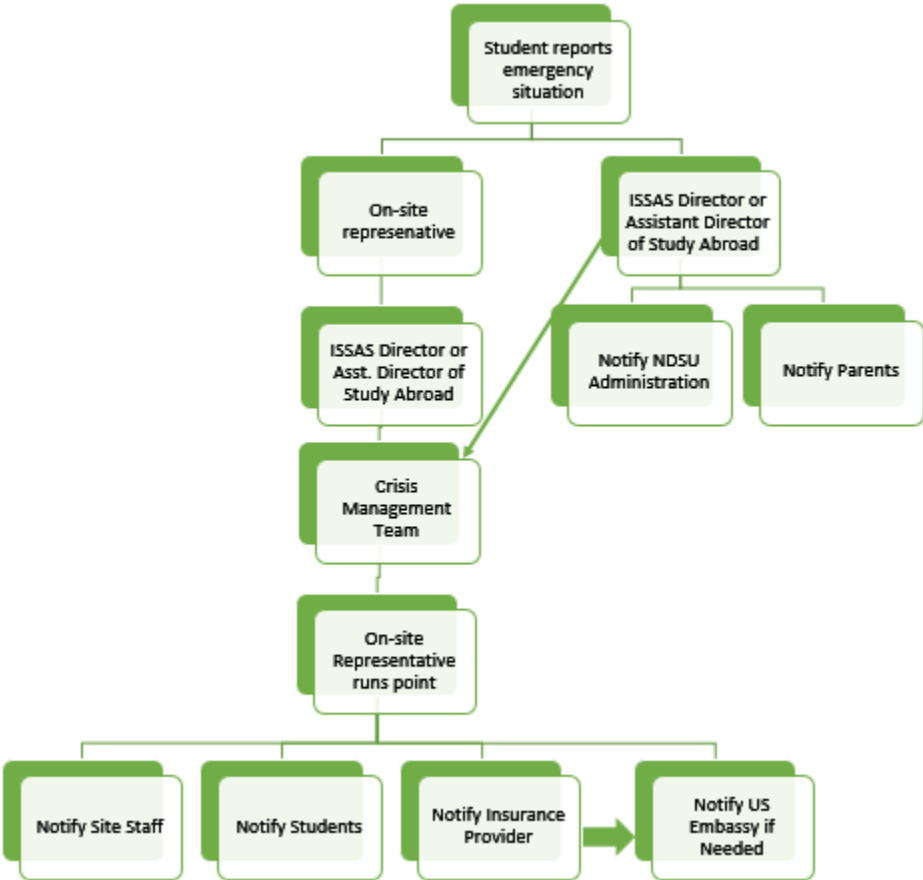 Student reports
emergency
situation
On-site
represenative
ISSAS Director or
Assistant Director
of Study Abroad
ISSAS Director or
Asst. Director of
Study Abroad
Notify NDSU
Administration
Notify Parents
Crisis
Management
Team
On-site
Representative
runs point
Notify Site Staff
Notify Students
Notify Insurance
Provider
Notify US
Embassy if
Needed